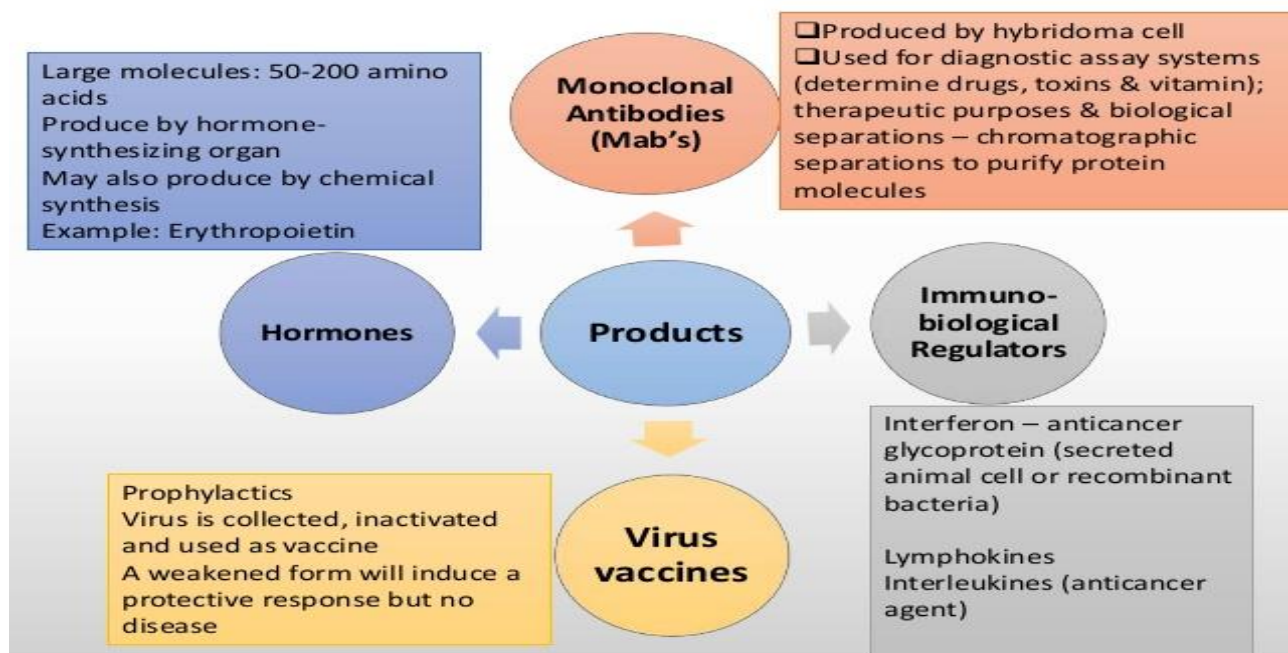 Large molecules: 50-200 amino
acids
Produce by hormone-
synthesizing organ
May also produce by chemical
synthesis
Example: Erythropoietin
Monoclonal
Antibodies
(Mab's)
❑Produced by hybridoma cell
❑Used for diagnostic assay systems
(determine drugs, toxins & vitamin);
therapeutic purposes & biological
separations – chromatographic
separations to purify protein
molecules
Hormones
Products
Immuno-
biological
Regulators
Prophylactics
Virus is collected, inactivated
and used as vaccine
A weakened form will induce a
protective response but no
disease
Virus
vaccines
Interferon – anticancer
glycoprotein (secreted
animal cell or recombinant
bacteria)
Lymphokines
Interleukines (anticancer
agent)